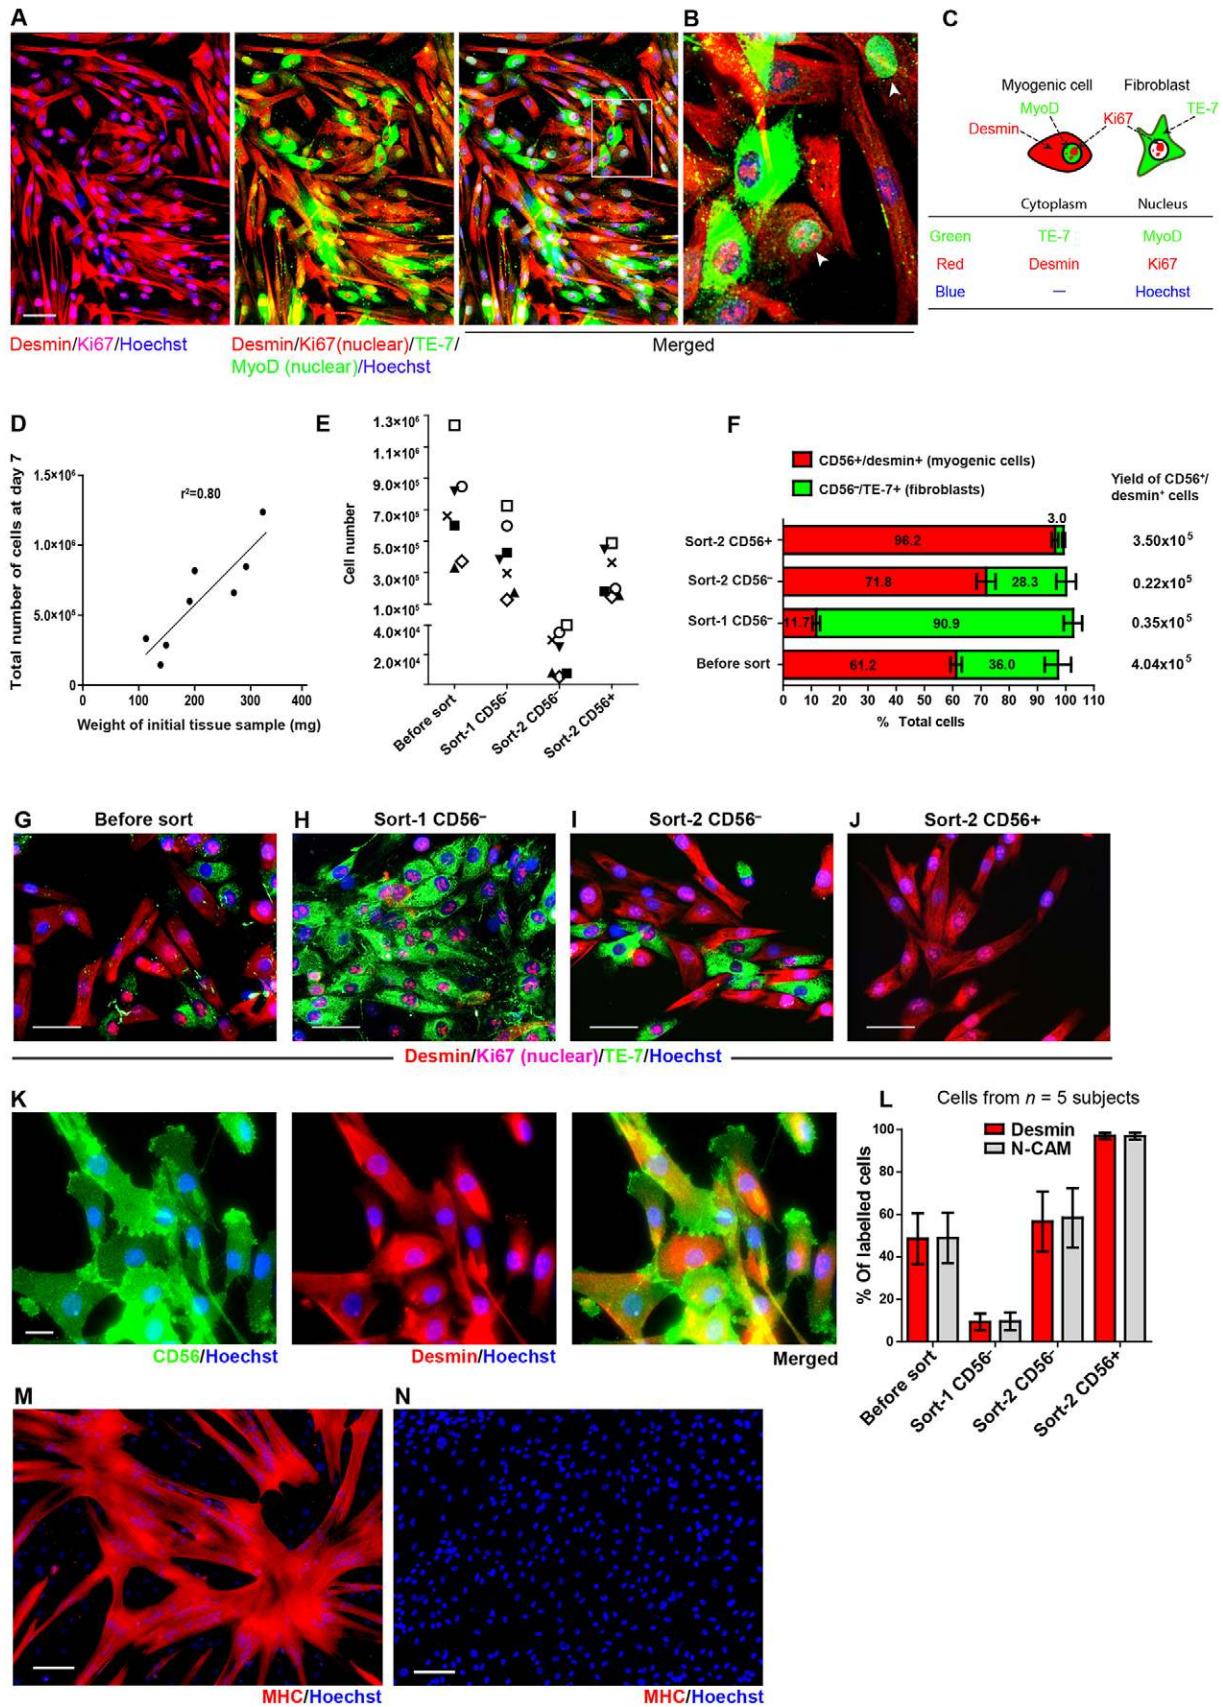 A
B
C
Myogenic cell
Fibroblast
MyoD
TE-7
Desmin
Ki67
Cytoplasm
Nucleus
Green
TE-7
MyoD
Red
Desmin
Ki67
Blue
—
Hoechst
Desmin/Ki67/Hoechst
Desmin/Ki67(nuclear)/TE-7/
MyoD (nuclear)/Hoechst
Merged
D
Total number of cells at day 7
1.5×10⁶
1.0×10⁶
5.0×10⁵
0
r²=0.80
0
100
200
300
400
Weight of initial tissue sample (mg)
E
Cell number
1.3×10⁶
1.1×10⁶
9.0×10⁵
7.0×10⁵
5.0×10⁵
3.0×10⁵
1.0×10⁵
4.0×10⁴
2.0×10⁴
Before sort
Sort-1 CD56⁻
Sort-2 CD56⁻
Sort-2 CD56+
F
CD56+/desmin+ (myogenic cells)
CD56⁻/TE-7+ (fibroblasts)
Yield of CD56⁺/
desmin⁺ cells
Sort-2 CD56+
96.2
3.0
3.50x10⁵
Sort-2 CD56⁻
71.8
28.3
0.22x10⁵
Sort-1 CD56⁻
11.7
90.9
0.35x10⁵
Before sort
61.2
36.0
4.04x10⁵
0 10 20 30 40 50 60 70 80 90 100 110
% Total cells
G
Before sort
H
Sort-1 CD56⁻
I
Sort-2 CD56⁻
J
Sort-2 CD56+
Desmin/Ki67 (nuclear)/TE-7/Hoechst
K
CD56/Hoechst
Desmin/Hoechst
Merged
L
Cells from n = 5 subjects
Desmin
N-CAM
% Of labelled cells
100
80
60
40
20
0
Before sort
Sort-1 CD56⁻
Sort-2 CD56⁻
Sort-2 CD56+
M
MHC/Hoechst
N
MHC/Hoechst